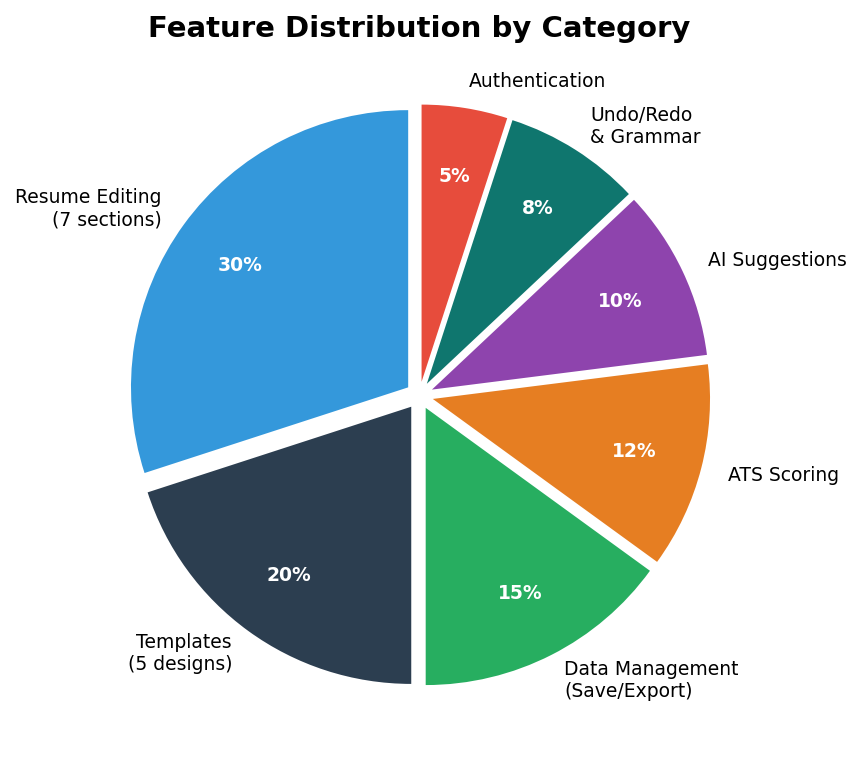 Feature Distribution by Category
Authentication
Undo/Redo
& Grammar
5%
8%
Resume Editing
(7 sections)
30%
AI Suggestions
10%
12%
ATS Scoring
20%
15%
Templates
(5 designs)
Data Management
(Save/Export)